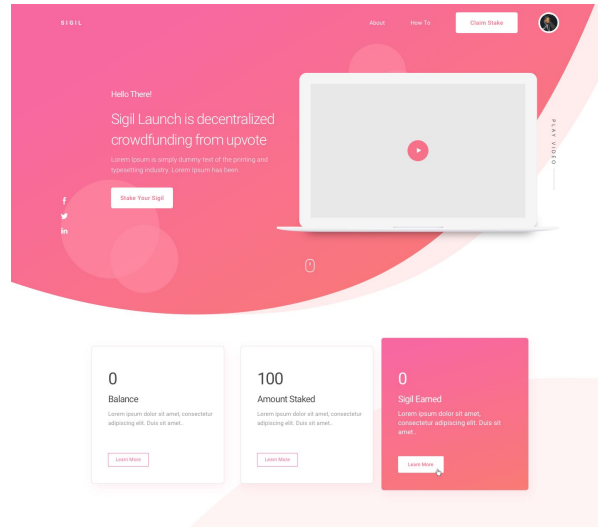 SIGIL
About
How To
Claim Stake
Hello There!
Sigil Launch is decentralized
crowdfunding from upvote
Lorem Ipsum is simply dummy text of the printing and
typesetting industry. Lorem Ipsum has been
Stake Your Sigil
PLAY VIDEO
0
Balance
Lorem ipsum dolor sit amet, consectetur
adipiscing elit. Duis sit amet..
Learn More
100
Amount Staked
Lorem ipsum dolor sit amet, consectetur
adipiscing elit. Duis sit amet..
Learn More
0
Sigil Earned
Lorem ipsum dolor sit amet,
consectetur adipiscing elit. Duis sit
amet..
Learn More